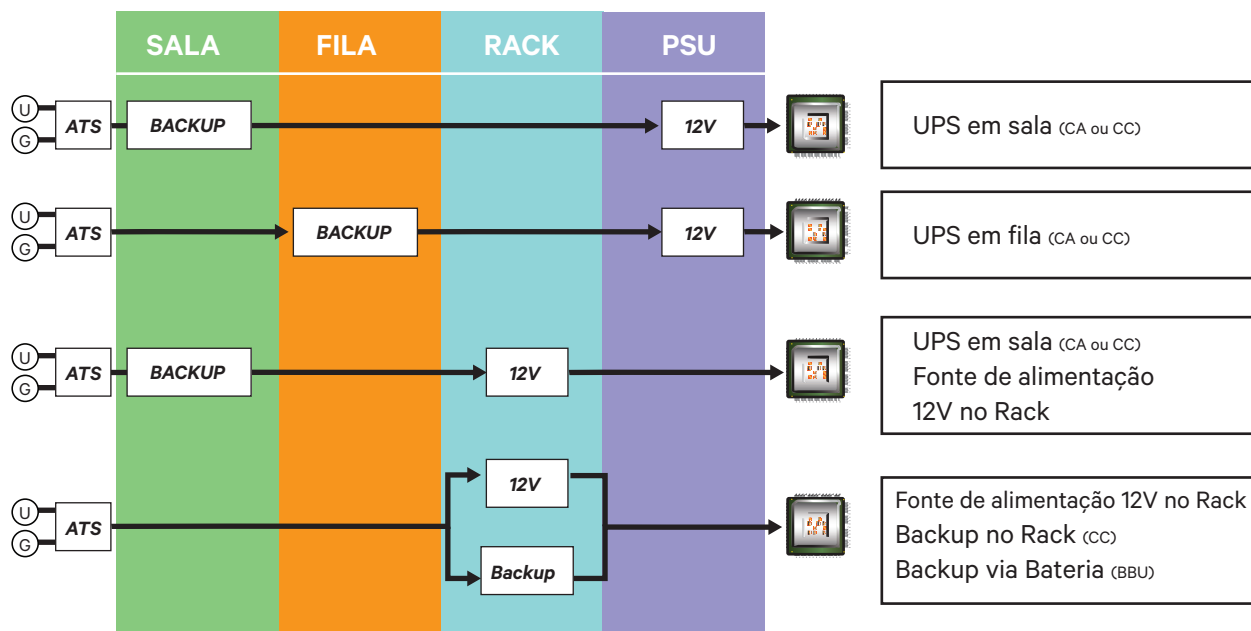 SALA FILA RACK PSU
U
G
ATS BACKUP 12V
UPS em sala (CA ou CC)
U
G
ATS BACKUP 12V
UPS em fila (CA ou CC)
U
G
ATS BACKUP 12V
UPS em sala (CA ou CC)
Fonte de alimentação
12V no Rack
U
G
ATS 12V
Backup
Fonte de alimentação 12V no Rack
Backup no Rack (CC)
Backup via Bateria (BBU)